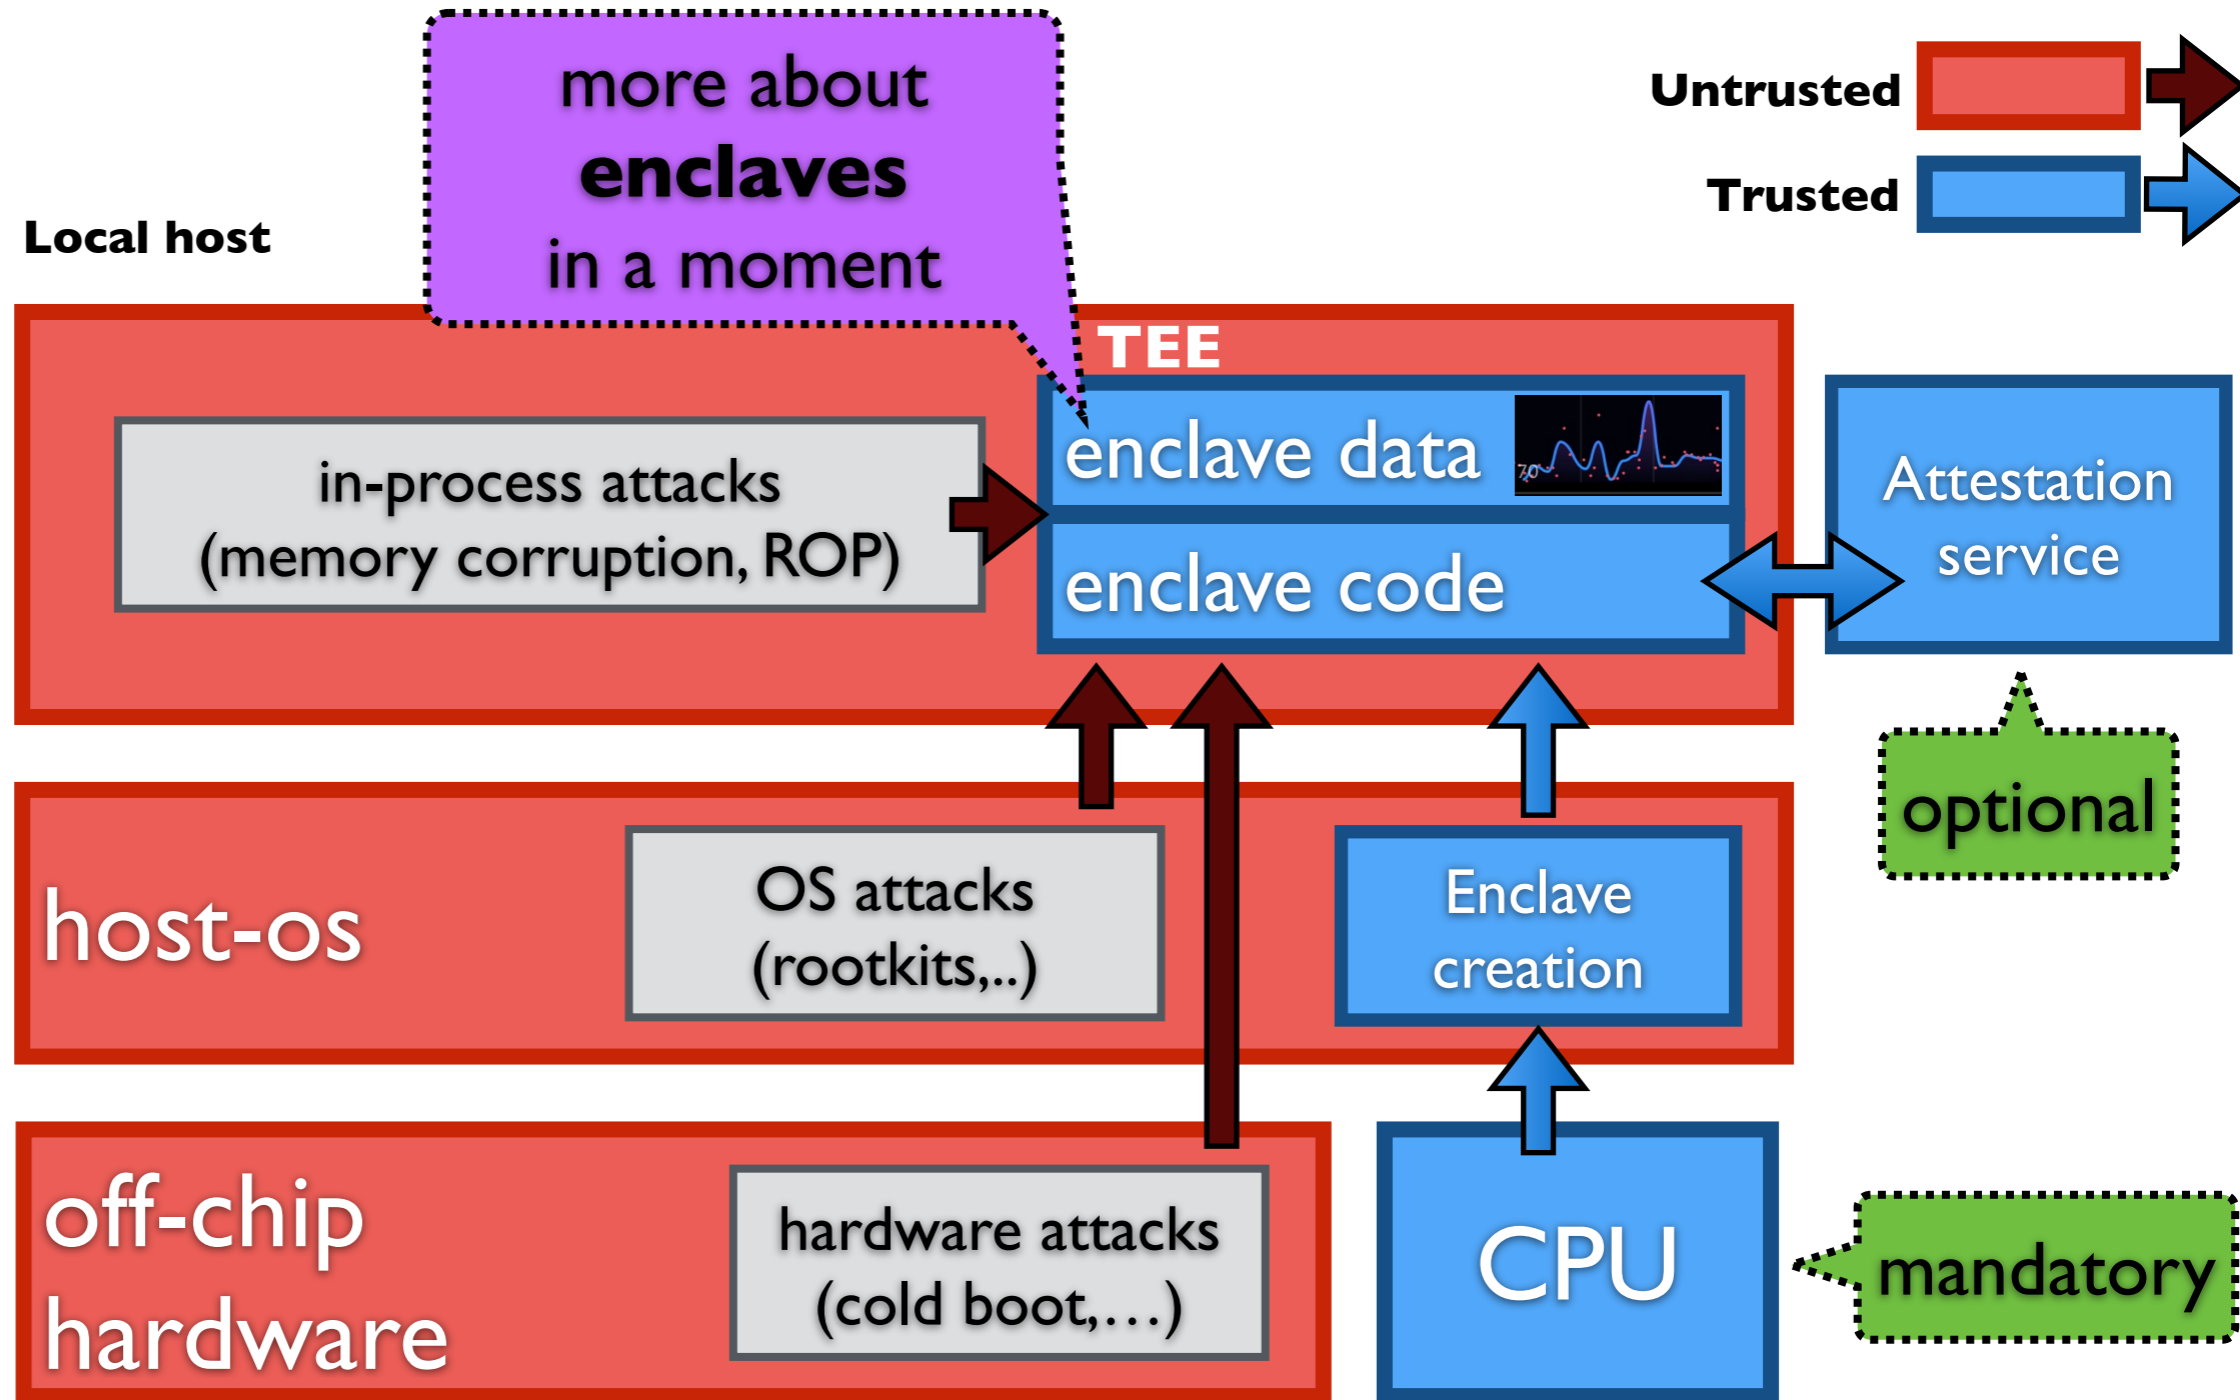 more about
enclaves
in a moment
Untrusted
Trusted
Local host
TEE
in-process attacks
(memory corruption, ROP)
enclave data
70
enclave code
Attestation
service
optional
host-os
OS attacks
(rootkits,..)
Enclave
creation
off-chip
hardware
hardware attacks
(cold boot,…)
CPU
mandatory